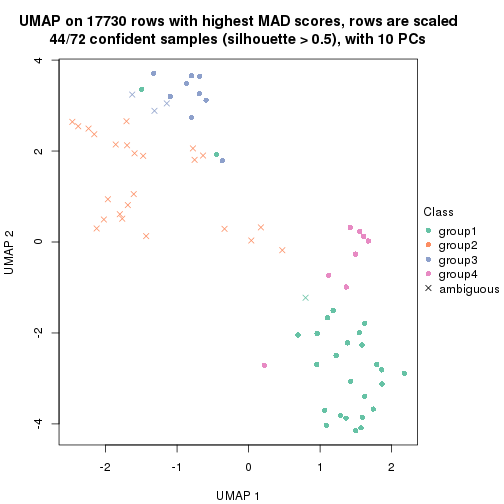 UMAP on 17730 rows with highest MAD scores, rows are scaled
44/72 confident samples (silhouette > 0.5), with 10 PCs
4
2
0
-2
-4
UMAP 2
-2
-1
0
1
2
UMAP 1
Class
group1
group2
group3
group4
ambiguous